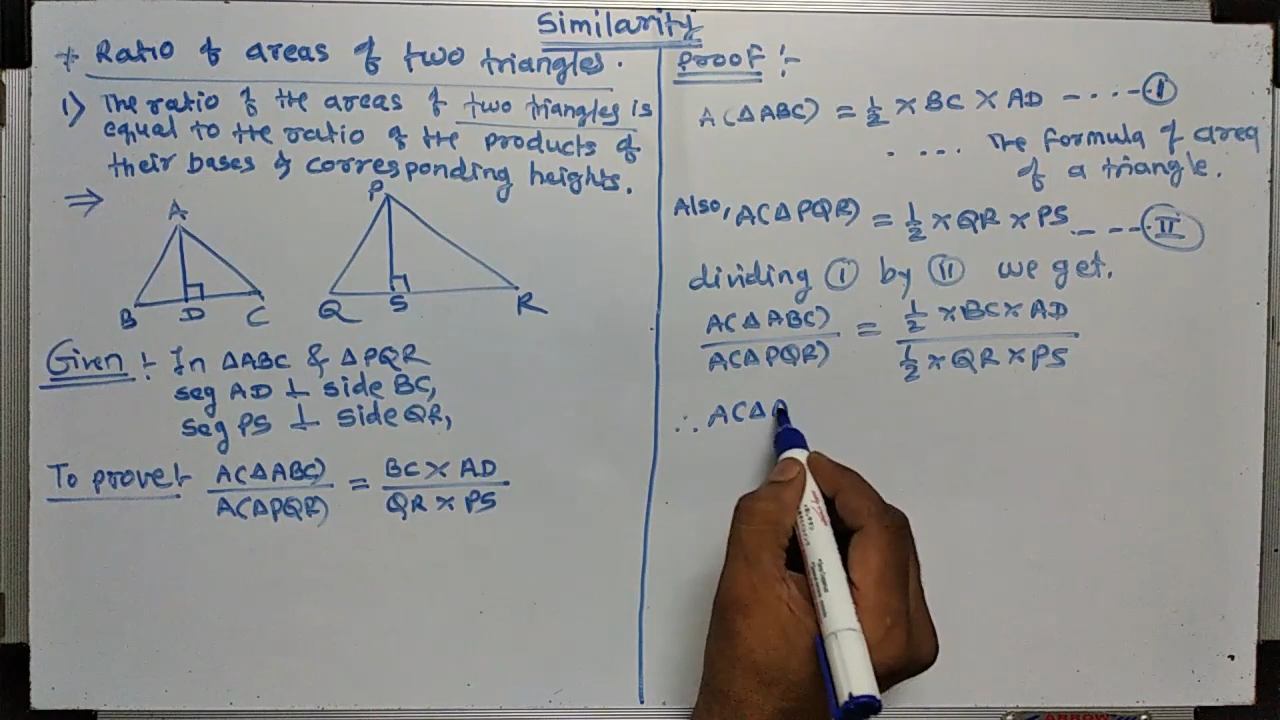 Similarity
* Ratio of areas of two triangles.
1) The ratio of the areas of two triangles is
equal to the ratio of the products of
their bases & corresponding heights.
⇒
A
B D C
P
Q S R
Given :- In ΔABC & ΔPQR
seg AD ⊥ side BC,
seg PS ⊥ side QR,
To prove :- A(ΔABC) / A(ΔPQR) = BC × AD / QR × PS
Proof :-
A(ΔABC) = 1/2 × BC × AD ----- I
.... The formula of area
of a triangle.
Also, A(ΔPQR) = 1/2 × QR × PS ----- II
dividing I by II we get.
A(ΔABC) / A(ΔPQR) = 1/2 × BC × AD / 1/2 × QR × PS
∴ A(ΔA
ARROW